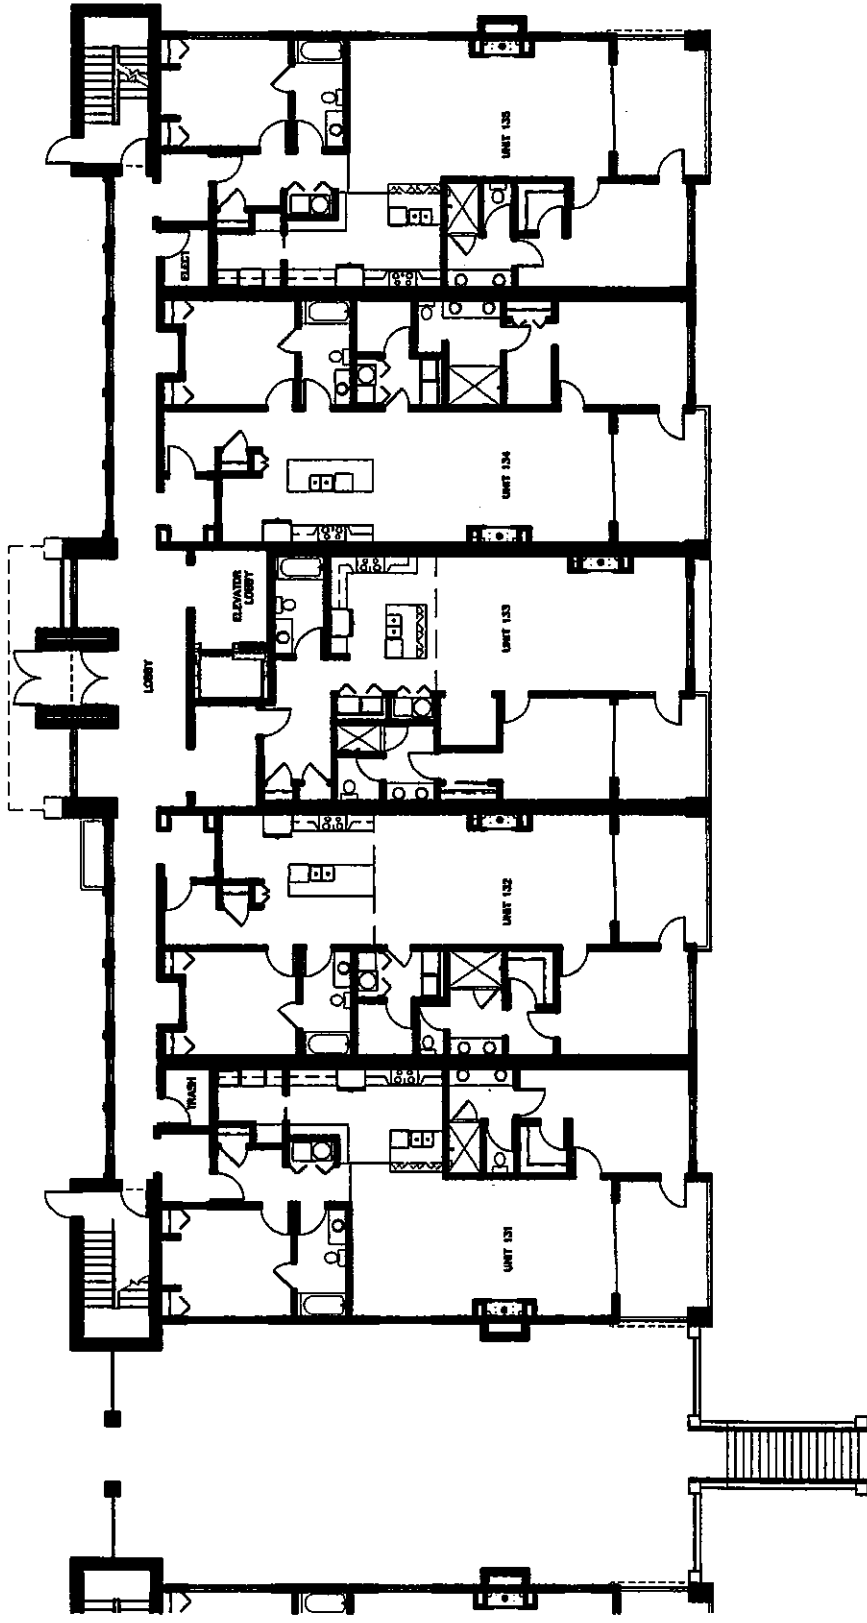 UNIT 135
ELECT
UNIT 134
ELEVATOR
LOBBY
UNIT 133
LOBBY
UNIT 132
TRASH
UNIT 131